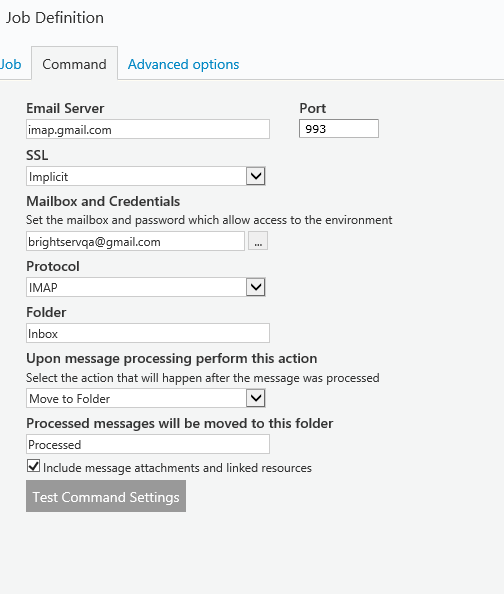 Job Definition
Job Command Advanced options
Email Server Port
imap.gmail.com 993
SSL
Implicit
Mailbox and Credentials
Set the mailbox and password which allow access to the environment
brightservqa@gmail.com ...
Protocol
IMAP
Folder
Inbox
Upon message processing perform this action
Select the action that will happen after the message was processed
Move to Folder
Processed messages will be moved to this folder
Processed
Include message attachments and linked resources
Test Command Settings